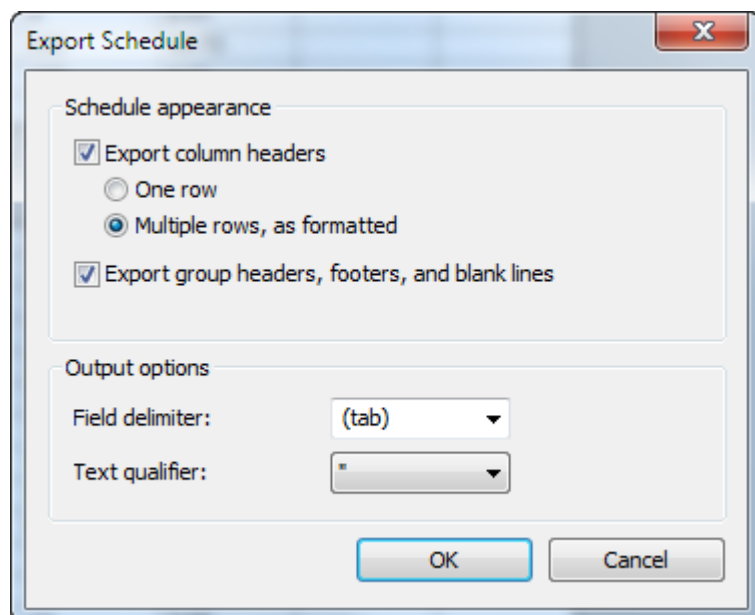 Export Schedule
Schedule appearance
Export column headers
One row
Multiple rows, as formatted
Export group headers, footers, and blank lines
Output options
Field delimiter: (tab)
Text qualifier: "
OK Cancel